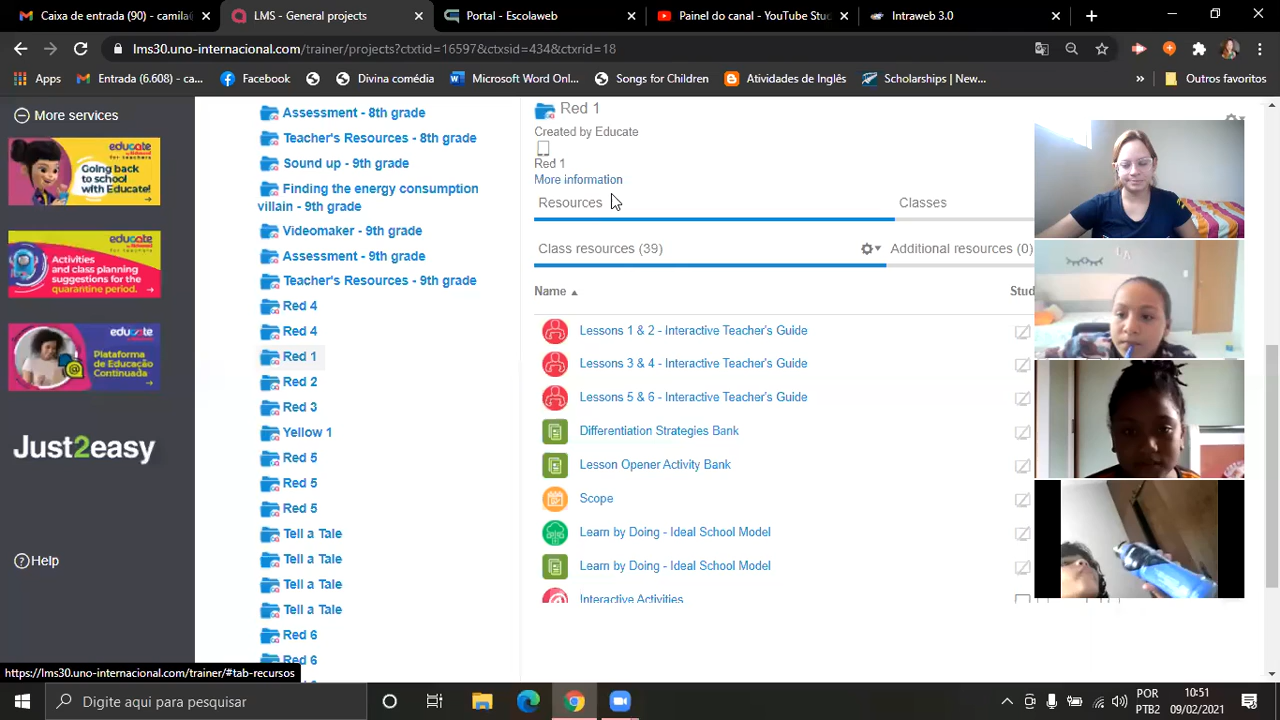 Caixa de entrada (90) - camila@
LMS - Generai projects
Portal - Escolaweb
Painel do canal - YouTube Stu
Intraweb 3.0
lms30.uno-internacional.com/trainer/projects?ctxtid=16597&ctxsid=434&ctxrid=18
Apps
Entrada (6.608) - ca...
Facebook
Divina comédia
Microsoft Word Onl...
Songs for Children
Atividades de Inglês
Scholarships | New...
»
Outros favoritos
More services
educate
for teachers
Going back
to school
with Educate!
educate
for teachers
Activities
and class planning
suggestions for the
quarantine period.
educate
Plataforma
de Educação
Continuada
Just2easy
Help
Assessment - 8th grade
Teacher's Resources - 8th grade
Sound up - 9th grade
Finding the energy consumption
villain - 9th grade
Videomaker - 9th grade
Assessment - 9th grade
Teacher's Resources - 9th grade
Red 4
Red 4
Red 1
Red 2
Red 3
Yellow 1
Red 5
Red 5
Red 5
Tell a Tale
Tell a Tale
Tell a Tale
Tell a Tale
Red 6
Red 6
Red 1
Created by Educate
Red 1
More information
Resources
Classes
Class resources (39)
Additional resources (0)
Name
Stud
Lessons 1 & 2 - Interactive Teacher's Guide
Lessons 3 & 4 - Interactive Teacher's Guide
Lessons 5 & 6 - Interactive Teacher's Guide
Differentiation Strategies Bank
Lesson Opener Activity Bank
Scope
Learn by Doing - Ideal School Model
Learn by Doing - Ideal School Model
Interactive Activities
https://lms30.uno-internacional.com/trainer/#tab-recursos
Digite aqui para pesquisar
POR
PTB2
10:51
09/02/2021